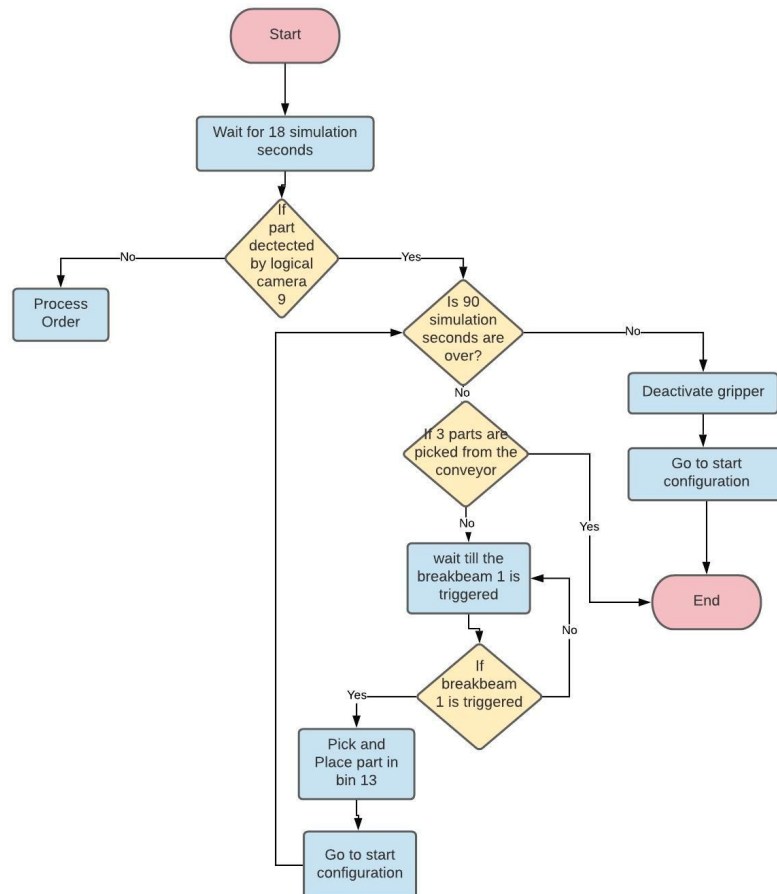 Start
Wait for 18 simulation
seconds
If
part
dectected
by logical
camera
9
No
Yes
Process
Order
Is 90
simulation
seconds are
over?
No
Deactivate gripper
No
If 3 parts are
picked from the
conveyor
Go to start
configuration
No
Yes
wait till the
breakbeam 1 is
triggered
End
No
If
breakbeam
1 is triggered
Yes
Pick and
Place part in
bin 13
Go to start
configuration